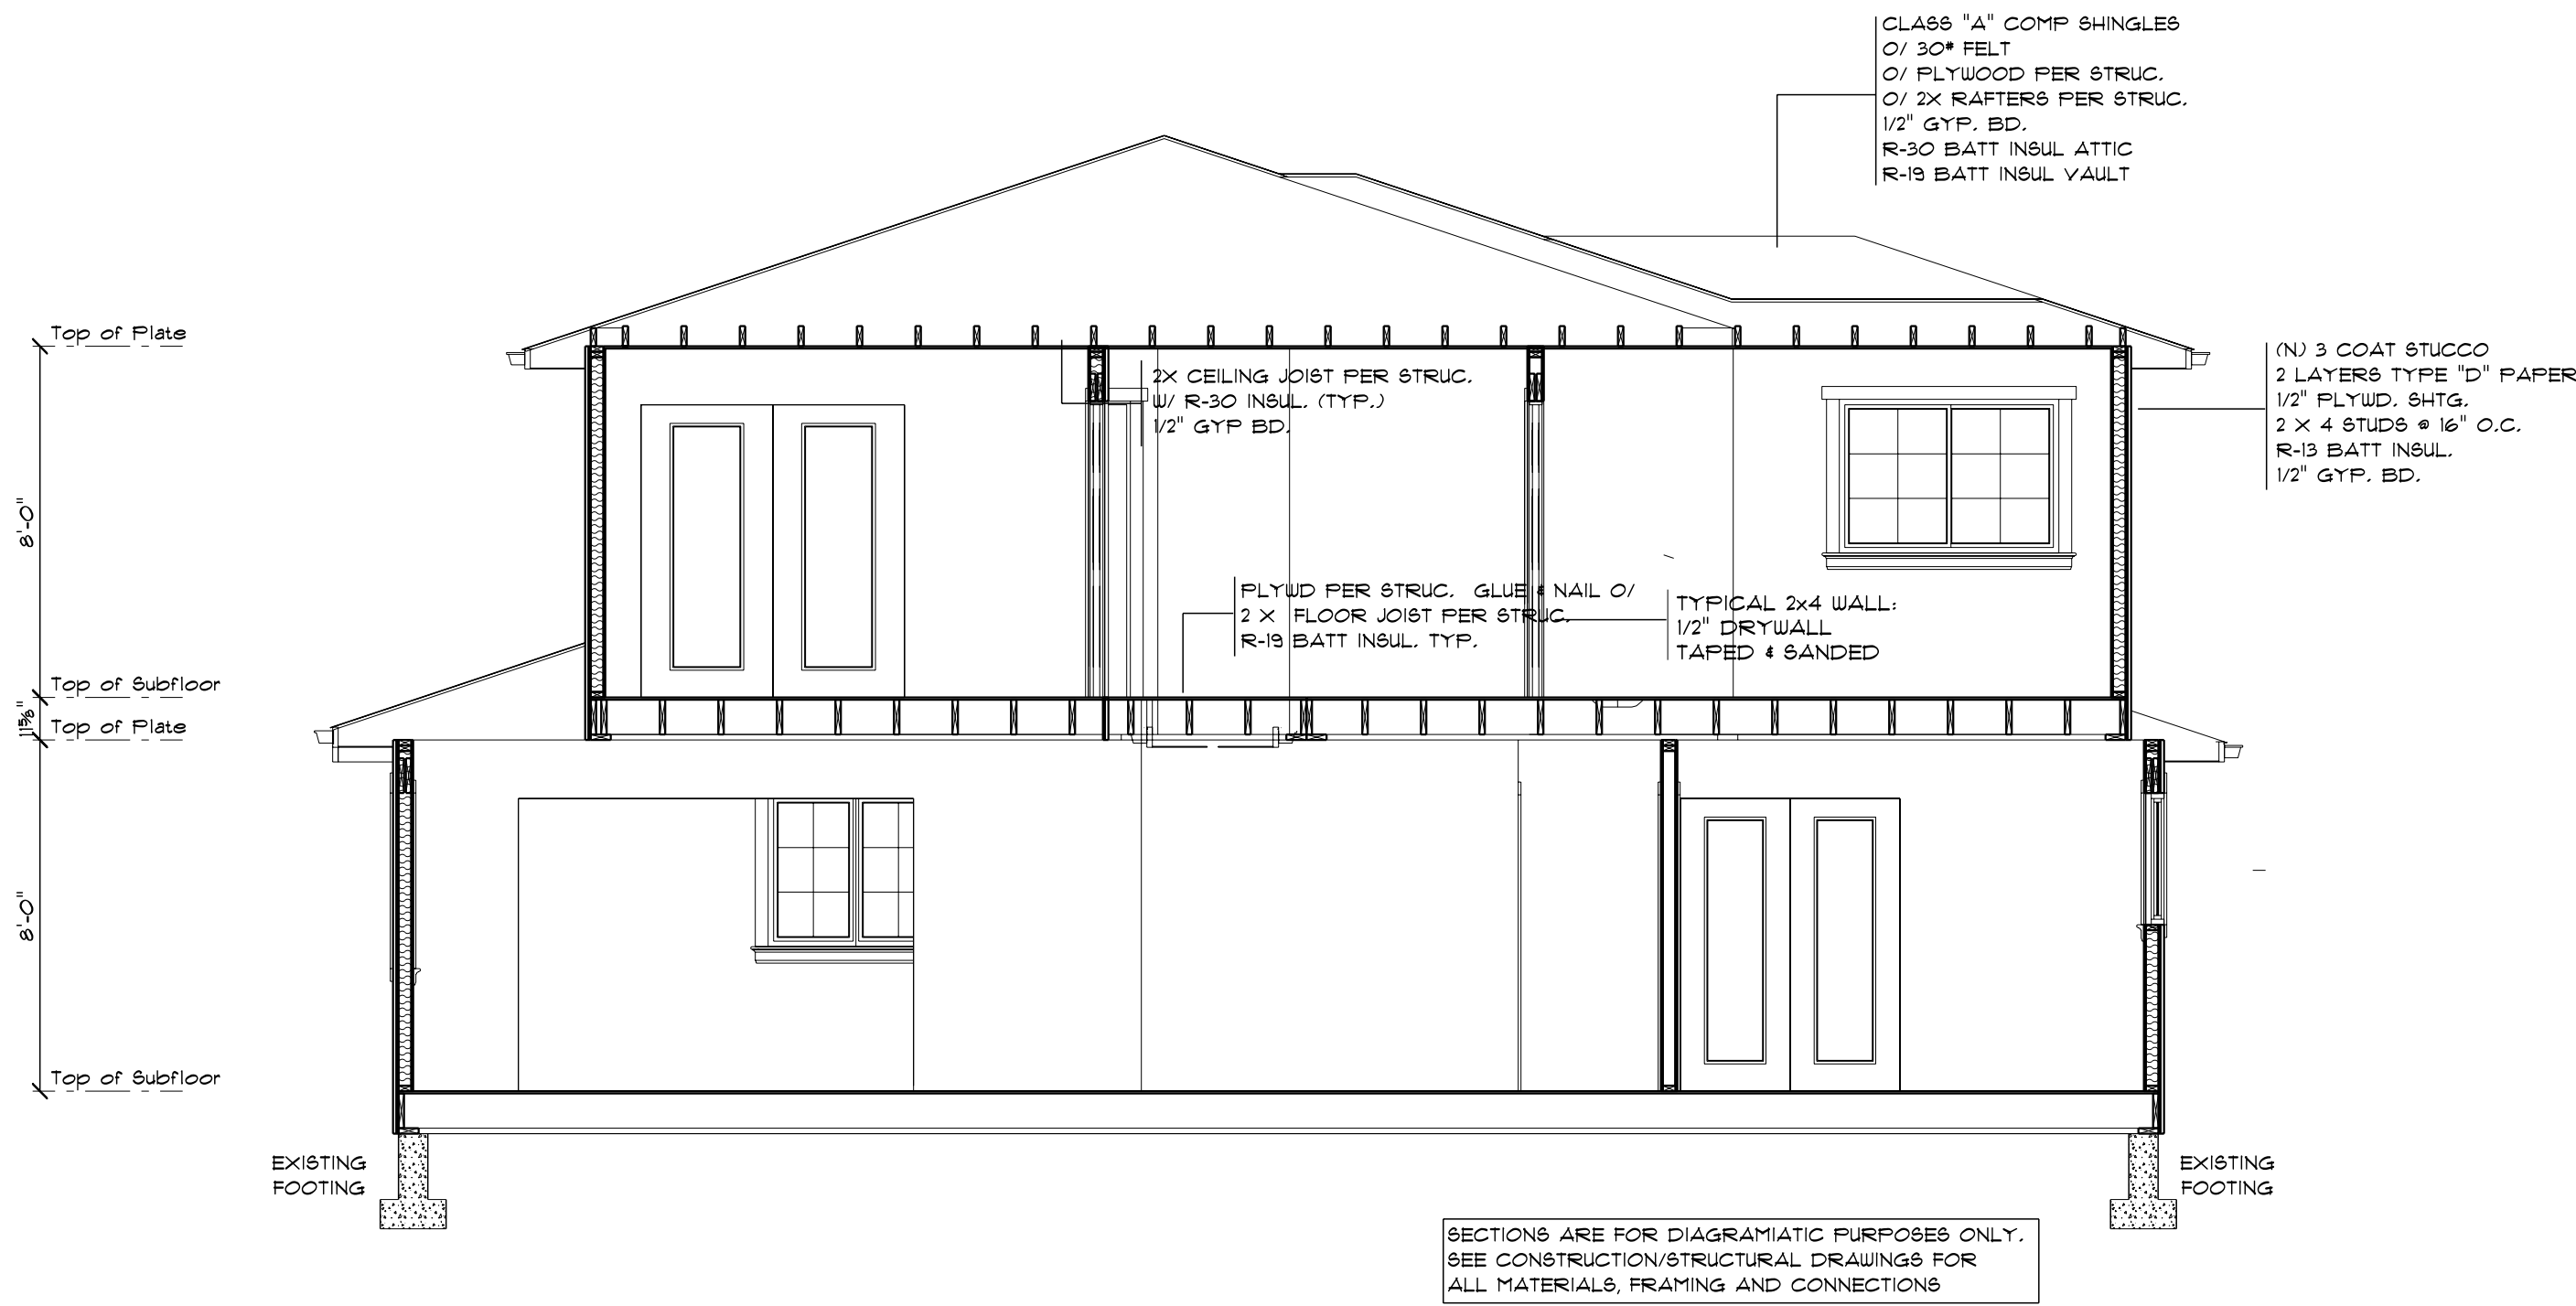 CLASS "A" COMP SHINGLES
O/ 30# FELT
O/ PLYWOOD PER STRUC.
O/ 2X RAFTERS PER STRUC.
1/2" GYP. BD.
R-30 BATT INSUL ATTIC
R-19 BATT INSUL VAULT
Top of Plate
(N) 3 COAT STUCCO
2 LAYERS TYPE "D" PAPER
1/2" PLYWD. SHTG.
2 X 4 STUDS @ 16" O.C.
R-13 BATT INSUL.
1/2" GYP. BD.
2X CEILING JOIST PER STRUC.
W/ R-30 INSUL. (TYP.)
1/2" GYP BD.
8'-0"
PLYWD PER STRUC. GLUE & NAIL O/
2 X FLOOR JOIST PER STRUC.
R-19 BATT INSUL. TYP.
TYPICAL 2x4 WALL:
1/2" DRYWALL
TAPED & SANDED
Top of Subfloor
11 5/8"
Top of Plate
8'-0"
Top of Subfloor
EXISTING
FOOTING
EXISTING
FOOTING
SECTIONS ARE FOR DIAGRAMIATIC PURPOSES ONLY.
SEE CONSTRUCTION/STRUCTURAL DRAWINGS FOR
ALL MATERIALS, FRAMING AND CONNECTIONS